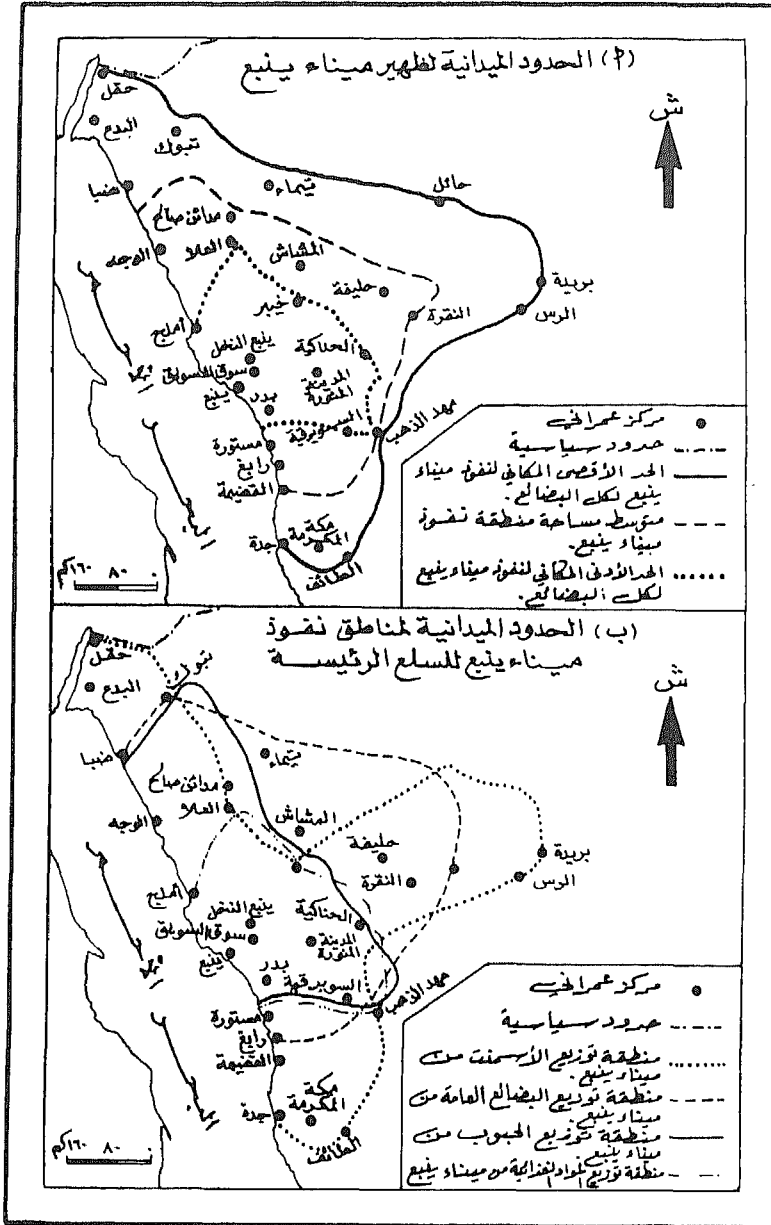 (أ) الحدود الميدانية لظهير ميناء ينبع
ش
حقل
البدع
تبوك
ضبا
تيماء
حائل
مدائن صالح
العلا
الوجه
المشاش
خيبر
حليفة
النقرة
بريدة
الرس
أملج
ينبع النخل
سوق السويق
ينبع
الحناكية
المدينة
المنورة
بدر
السويرقية
مهد الذهب
مستورة
رابغ
القضيمة
جدة
مكة
المكرمة
الطائف
البحر
الأحمر
٨٠ ١٦٠كم
مركز عمراني
حدود سياسية
الحد الأقصى المكاني لنفوذ ميناء
ينبع لكل البضائع.
متوسط مساحة منطقة نفوذ
ميناء ينبع.
الحد الأدنى المكاني لنفوذ ميناء ينبع
لكل البضائع.
(ب) الحدود الميدانية لمناطق نفوذ
ميناء ينبع للسلع الرئيسة
ش
حقل
البدع
تبوك
ضبا
تيماء
مدائن صالح
العلا
الوجه
المشاش
حليفة
النقرة
بريدة
الرس
أملج
ينبع النخل
سوق السويق
ينبع
الحناكية
المدينة
المنورة
بدر
السويرقية
مهد الذهب
مستورة
رابغ
القضيمة
جدة
مكة
المكرمة
الطائف
البحر
الأحمر
٨٠ ١٦٠كم
مركز عمراني
حدود سياسية
منطقة توزيع الأسمنت من
ميناء ينبع.
منطقة توزيع البضائع العامة من
ميناء ينبع.
منطقة توزيع الحبوب من
ميناء ينبع
منطقة توزيع المواد الغذائية من ميناء ينبع